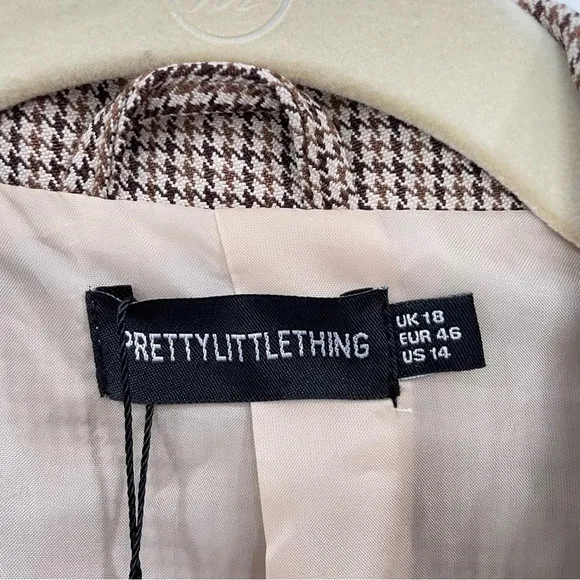 PRETTYLITTLETHING
UK 18
EUR 46
US 14